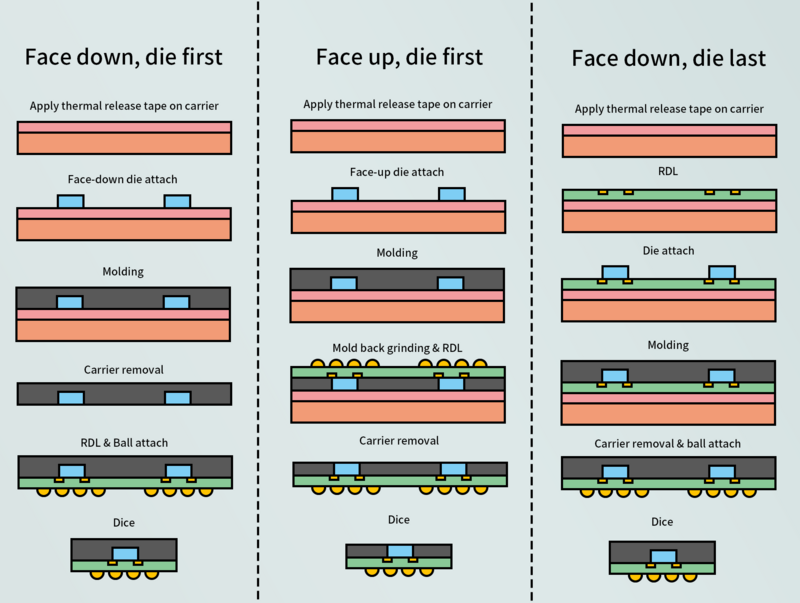 Face down, die first
Apply thermal release tape on carrier
Face-down die attach
Molding
Carrier removal
RDL & Ball attach
Dice
Face up, die first
Apply thermal release tape on carrier
Face-up die attach
Molding
Mold back grinding & RDL
Carrier removal
Dice
Face down, die last
Apply thermal release tape on carrier
RDL
Die attach
Molding
Carrier removal & ball attach
Dice